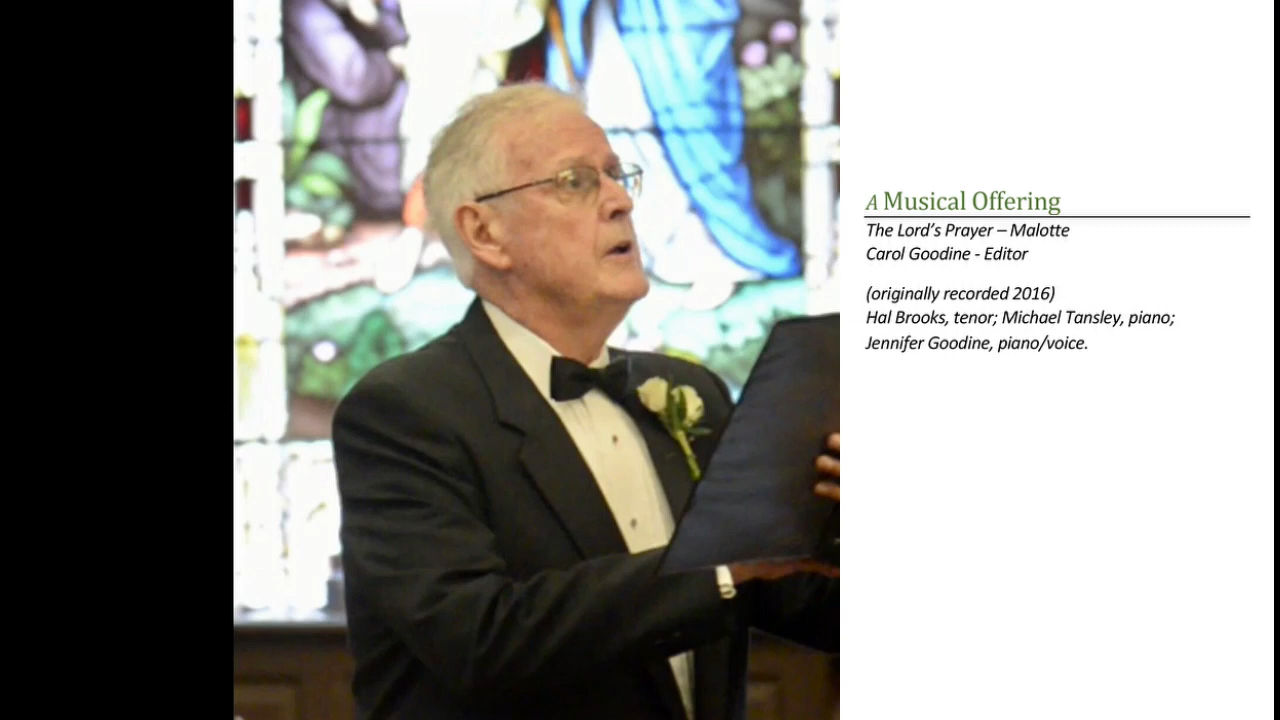 A Musical Offering
The Lord's Prayer – Malotte
Carol Goodine - Editor
(originally recorded 2016)
Hal Brooks, tenor; Michael Tansley, piano;
Jennifer Goodine, piano/voice.